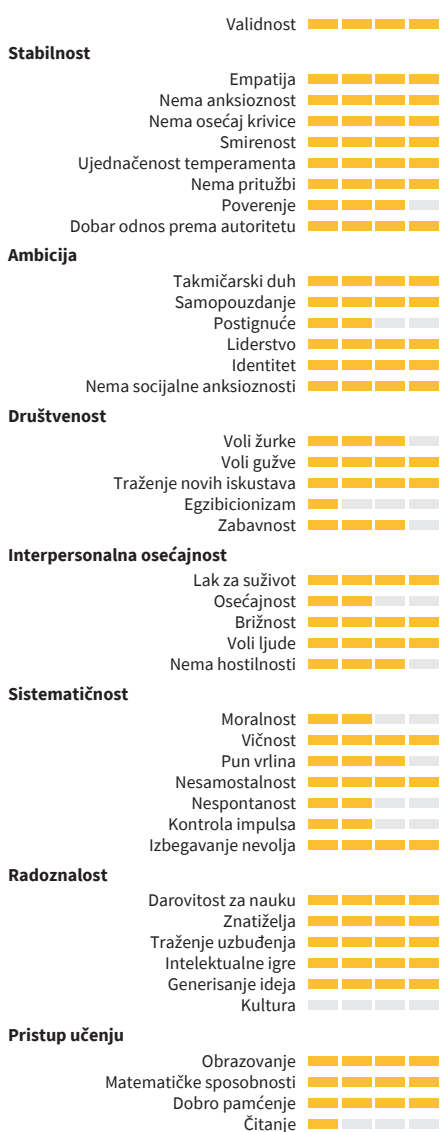 Validnost
Stabilnost
Empatija
Nema anksioznost
Nema osećaj krivice
Smirenost
Ujednačenost temperamenta
Nema pritužbi
Poverenje
Dobar odnos prema autoritetu
Ambicija
Takmičarski duh
Samopouzdanje
Postignuće
Liderstvo
Identitet
Nema socijalne anksioznosti
Društvenost
Voli žurke
Voli gužve
Traženje novih iskustava
Egzibicionizam
Zabavnost
Interpersonalna osećajnost
Lak za suživot
Osećajnost
Brižnost
Voli ljude
Nema hostilnosti
Sistematičnost
Moralnost
Vičnost
Pun vrlina
Nesamostalnost
Nespontanost
Kontrola impulsa
Izbegavanje nevolja
Radoznalost
Darovitost za nauku
Znatiželja
Traženje uzbuđenja
Intelektualne igre
Generisanje ideja
Kultura
Pristup učenju
Obrazovanje
Matematičke sposobnosti
Dobro pamćenje
Čitanje